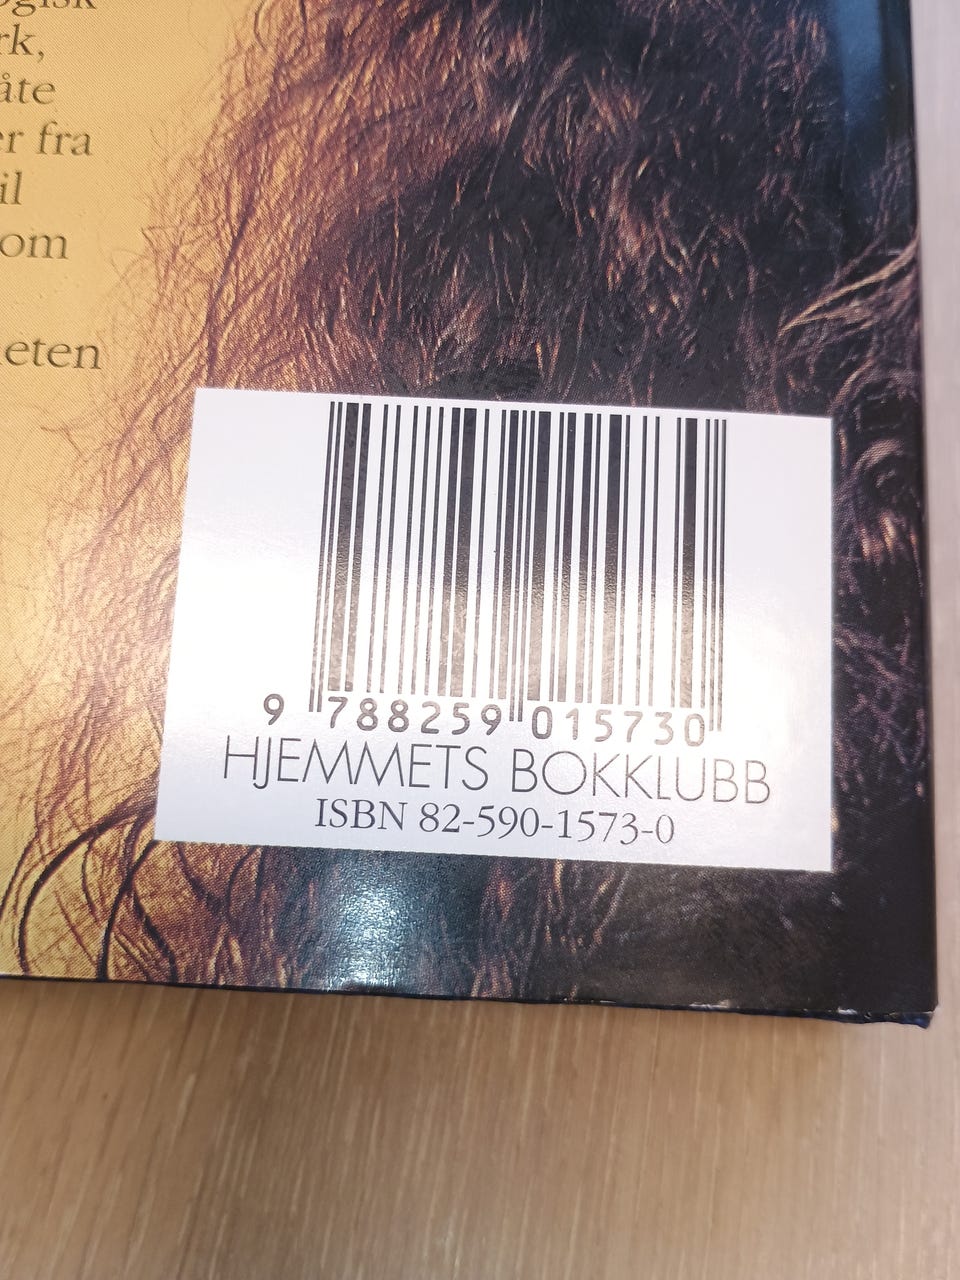 rk,
åte
er fra
il
om
eten
9 788259 015730
HJEMMETS BOKKLUBB
ISBN 82-590-1573-0